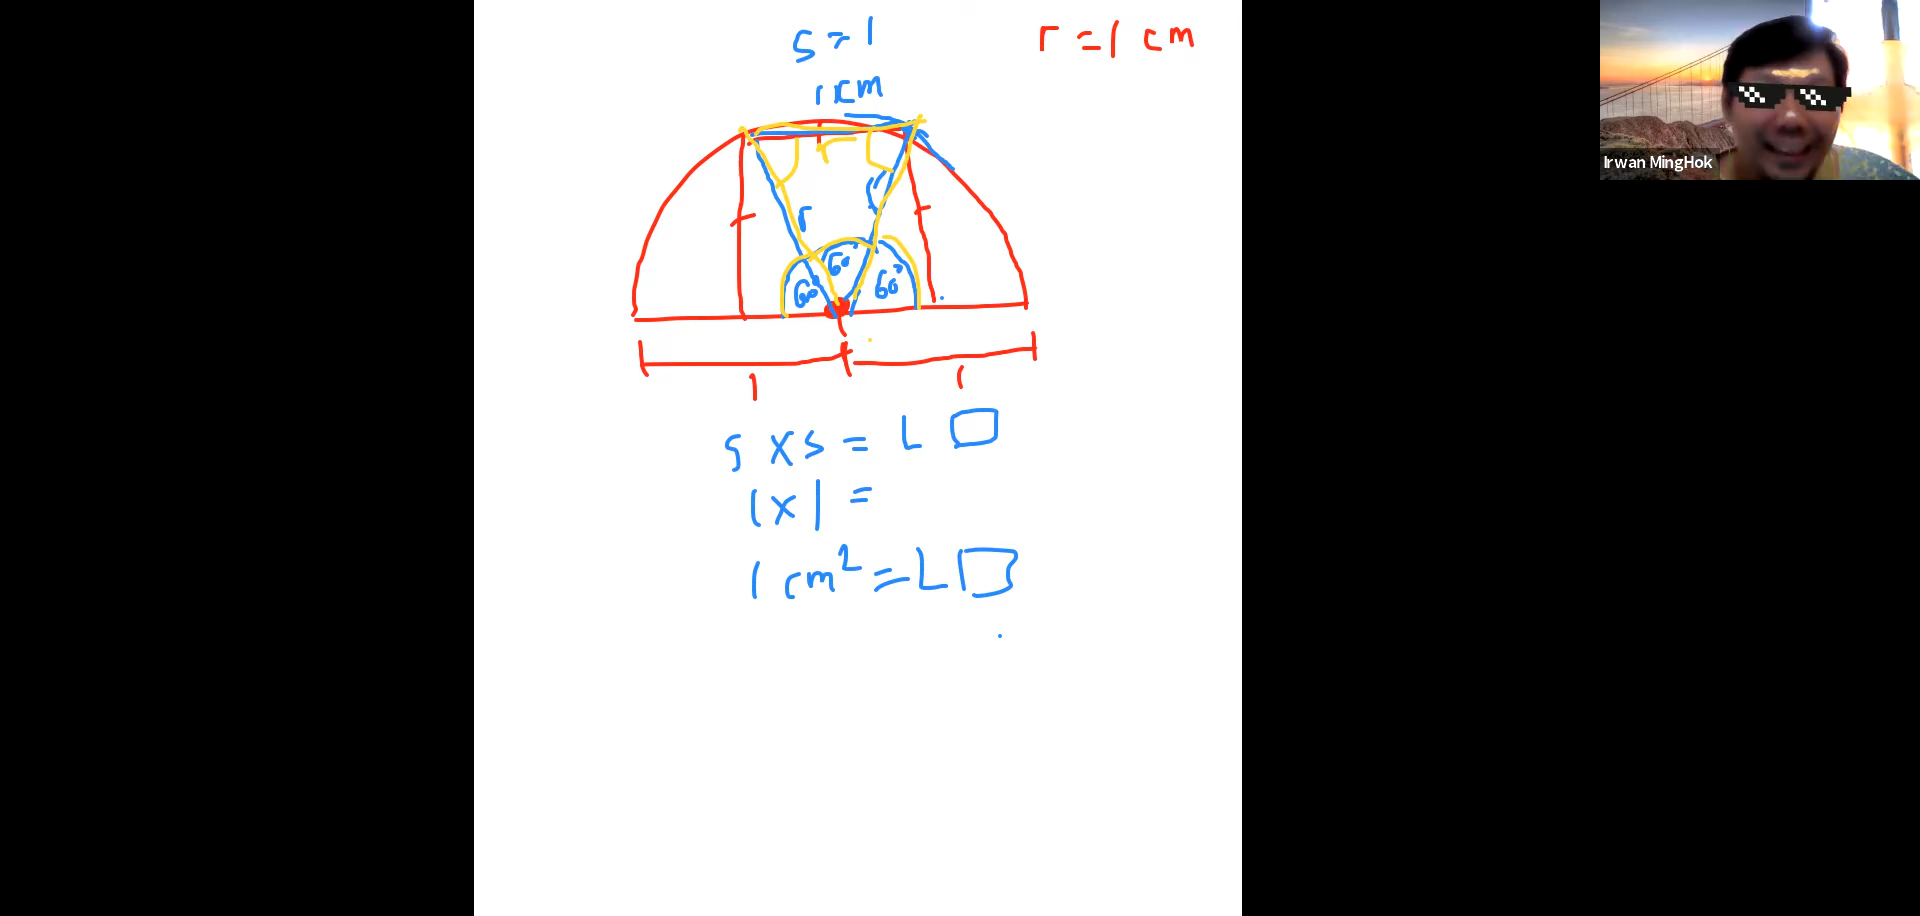 s = 1
r = 1 cm
1 cm
r
r
60°
60
60°
1
1
s x s = L □
1 x 1 =
1 cm² = L □
Irwan MingHok